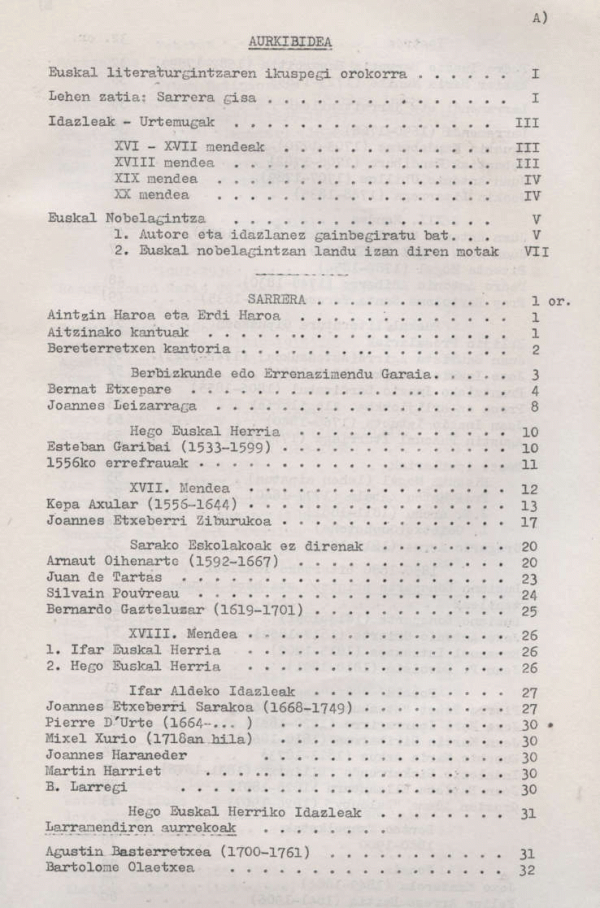 A)
AURKIBIDEA
Euskal literaturgintzaren ikuspegi orokorra . . . . . . I
Lehen zatia: Sarrera gisa . . . . . . . . . . . . . . . I
Idazleak - Urtemugak . . . . . . . . . . . . . III
XVI - XVII mendeak . . . . . . . . . . . . . III
XVIII mendea . . . . . . . . . . . . . . . III
XIX mendea . . . . . . . . . . . . . . . . IV
XX mendea . . . . . . . . . . . . . . . . . IV
Euskal Nobelagintza . . . . . . . . . . . . . . V
1. Autore eta idazlanez gainbegiratu bat. . . V
2. Euskal nobelagintzan landu izan diren motak VII
SARRERA . . . . . . . . . . . . 1 or.
Aintzin Haroa eta Erdi Haroa . . . . . . . . . . . . . 1
Aitzinako kantuak . . . . . . . . . . . . . . . . . . 1
Bereterretxen kantoria . . . . . . . . . . . . . . . . 2
Berbizkunde edo Errenazimendu Garaia. . . . . 3
Bernat Etxepare . . . . . . . . . . . . . . . . . . . 4
Joannes Leizarraga . . . . . . . . . . . . . . . . . . 8
Hego Euskal Herria . . . . . . . . . . . . . 10
Esteban Garibai (1533-1599) . . . . . . . . . . . . . . 10
1556ko errefrauak . . . . . . . . . . . . . . . . . . . 11
XVII. Mendea . . . . . . . . . . . . . . . . 12
Kepa Axular (1556-1644) . . . . . . . . . . . . . . . . 13
Joannes Etxeberri Ziburukoa . . . . . . . . . . . . . . 17
Sarako Eskolakoak ez direnak . . . . . . . . 20
Arnaut Oihenarte (1592-1667) . . . . . . . . . . . . . 20
Juan de Tartas . . . . . . . . . . . . . . . . . . . . 23
Silvain Pouvreau . . . . . . . . . . . . . . . . . . . 24
Bernardo Gazteluzar (1619-1701) . . . . . . . . . . . . 25
XVIII. Mendea . . . . . . . . . . . . . . . . 26
1. Ifar Euskal Herria . . . . . . . . . . . . . . . . . 26
2. Hego Euskal Herria . . . . . . . . . . . . . . . . . 26
Ifar Aldeko Idazleak . . . . . . . . . . . . 27
Joannes Etxeberri Sarakoa (1668-1749) . . . . . . . . . 27
Pierre D'Urte (1664-... ) . . . . . . . . . . . . . . . 30
Mixel Xurio (1718an hila) . . . . . . . . . . . . . . . 30
Joannes Haraneder . . . . . . . . . . . . . . . 30
Martin Harriet . . . . . . . . . . . . . . . . . . . 30
B. Larregi . . . . . . . . . . . . . . . . . . . . 30
Hego Euskal Herriko Idazleak . . . . . . . . 31
Larramendiren aurrekoak . . . . . . . .
Agustin Basterretxea (1700-1761) . . . . . . . . . . . 31
Bartolome Olaetxea . . . . . . . . . . . . . . . . . 32